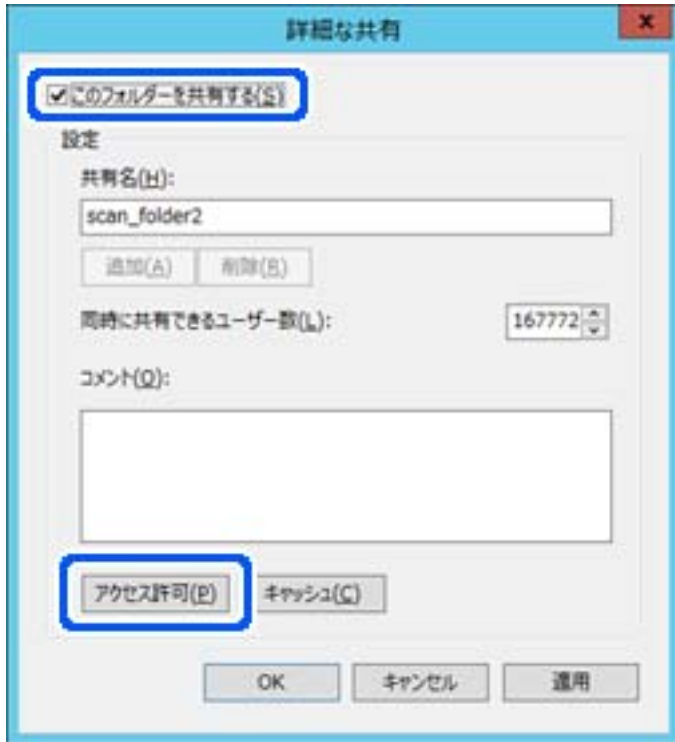 詳細な共有
x
このフォルダーを共有する(S)
設定
共有名(H):
scan_folder2
追加(A) 削除(R)
同時に共有できるユーザー数(L): 167772
コメント(O):
アクセス許可(P) キャッシュ(C)
OK キャンセル 適用